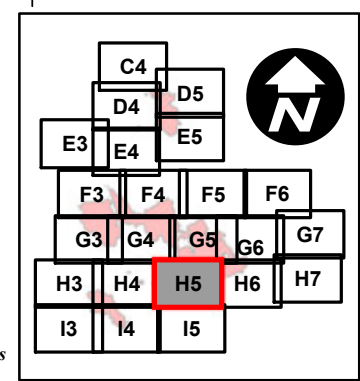 C4
D4 D5
E3 E4 E5
F3 F4 F5 F6
G3 G4 G5 G6 G7
H3 H4 H5 H6 H7
I3 I4 I5
N
s